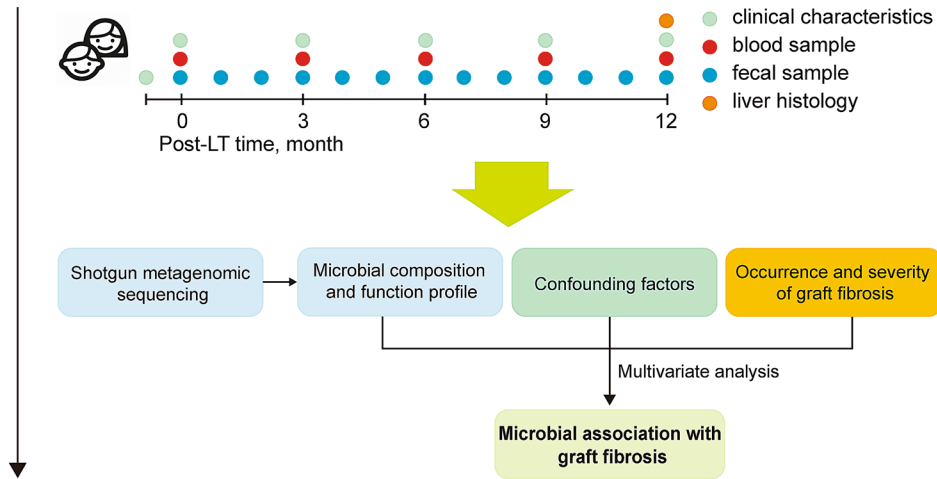 clinical characteristics
blood sample
fecal sample
liver histology
0 3 6 9 12
Post-LT time, month
Shotgun metagenomic
sequencing
Microbial composition
and function profile
Confounding factors
Occurrence and severity
of graft fibrosis
Multivariate analysis
Microbial association with
graft fibrosis